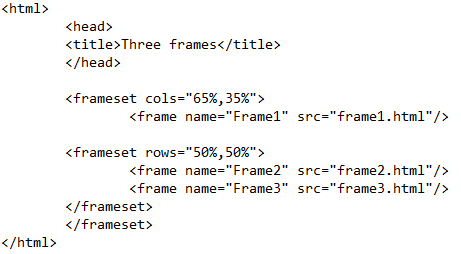 <html>
<head>
<title>Three frames</title>
</head>
<frameset cols="65%,35%">
<frame name="Frame1" src="frame1.html"/>
<frameset rows="50%,50%">
<frame name="Frame2" src="frame2.html"/>
<frame name="Frame3" src="frame3.html"/>
</frameset>
</frameset>
</html>